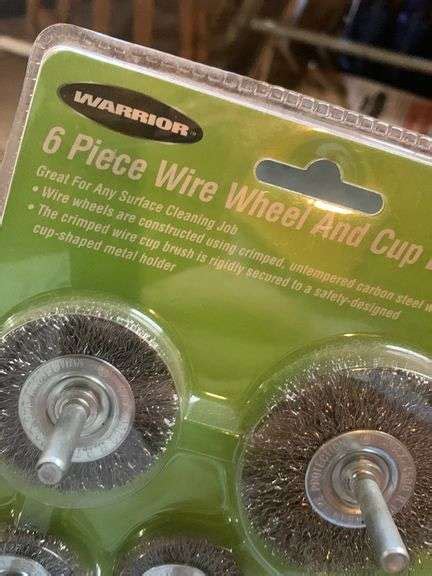 WARRIOR
6 Piece Wire Wheel And Cup
Great For Any Surface Cleaning Job
• Wire wheels are constructed using crimped, untempered carbon steel
• The crimped wire cup brush is rigidly secured to a safety-designed
cup-shaped metal holder